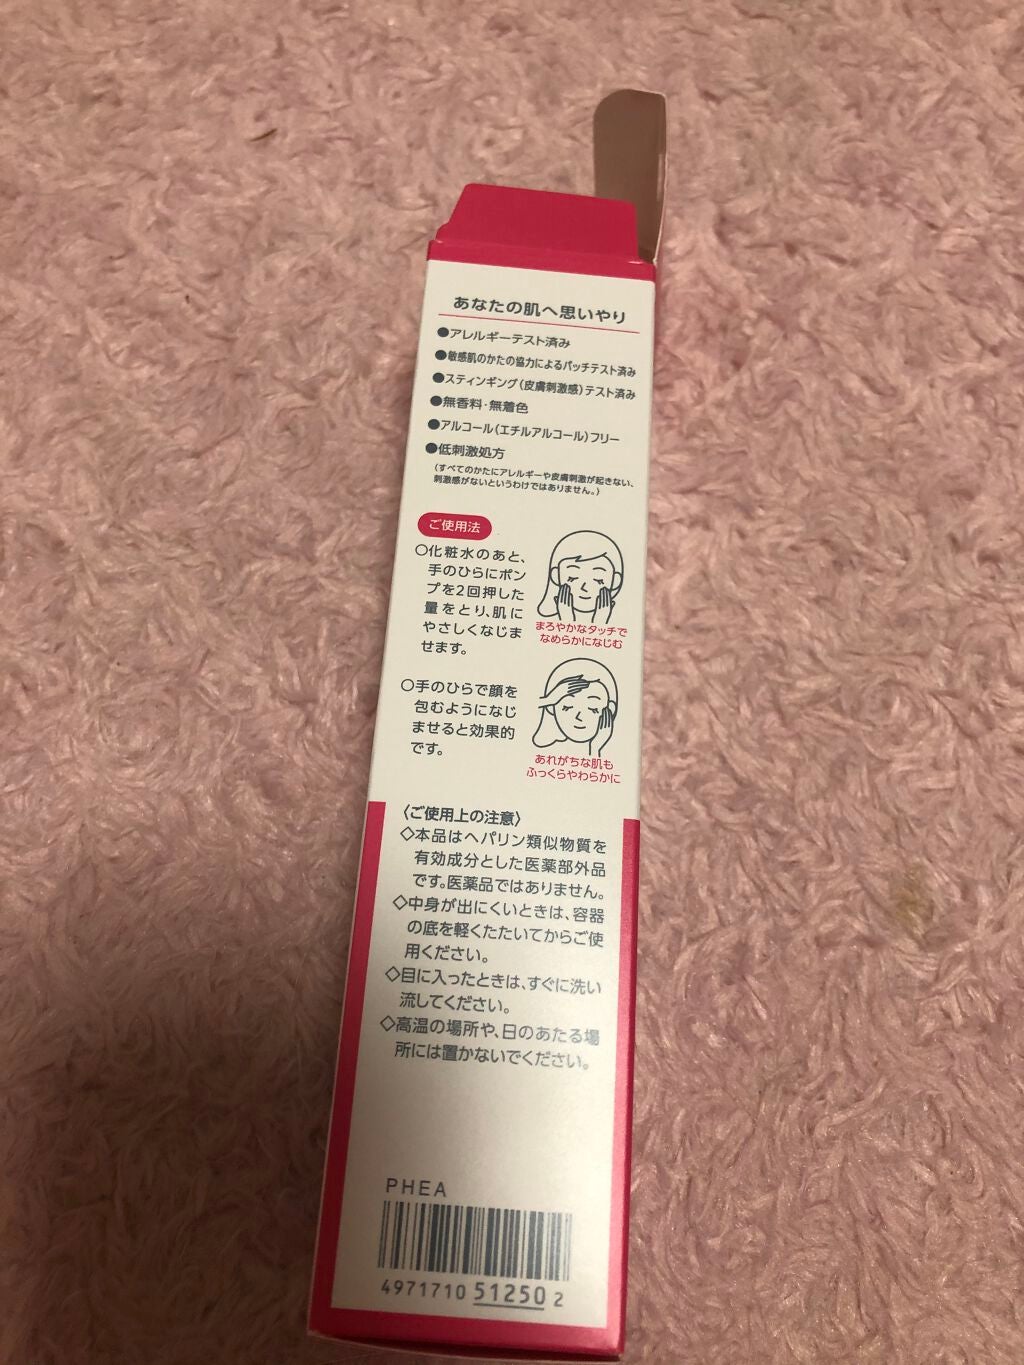 あなたの肌へ思いやり
●アレルギーテスト済み
●敏感肌のかたの協力によるパッチテスト済み
●スティンギング(皮膚刺激感)テスト済み
●無香料・無着色
●アルコール(エチルアルコール)フリー
●低刺激処方
(すべてのかたにアレルギーや皮膚刺激が起きない、
刺激感がないというわけではありません。)
ご使用法
○化粧水のあと、
手のひらにポン
プを2回押した
量をとり、肌に
やさしくなじま
せます。
まろやかなタッチで
なめらかになじむ
○手のひらで顔を
包むようになじ
ませると効果的
です。
あれがちな肌も
ふっくらやわらかに
〈ご使用上の注意〉
◇本品はヘパリン類似物質を
有効成分とした医薬部外品
です。医薬品ではありません。
◇中身が出にくいときは、容器
の底を軽くたたいてからご使
用ください。
◇目に入ったときは、すぐに洗い
流してください。
◇高温の場所や、日のあたる場
所には置かないでください。
PHEA
4971710 51250 2